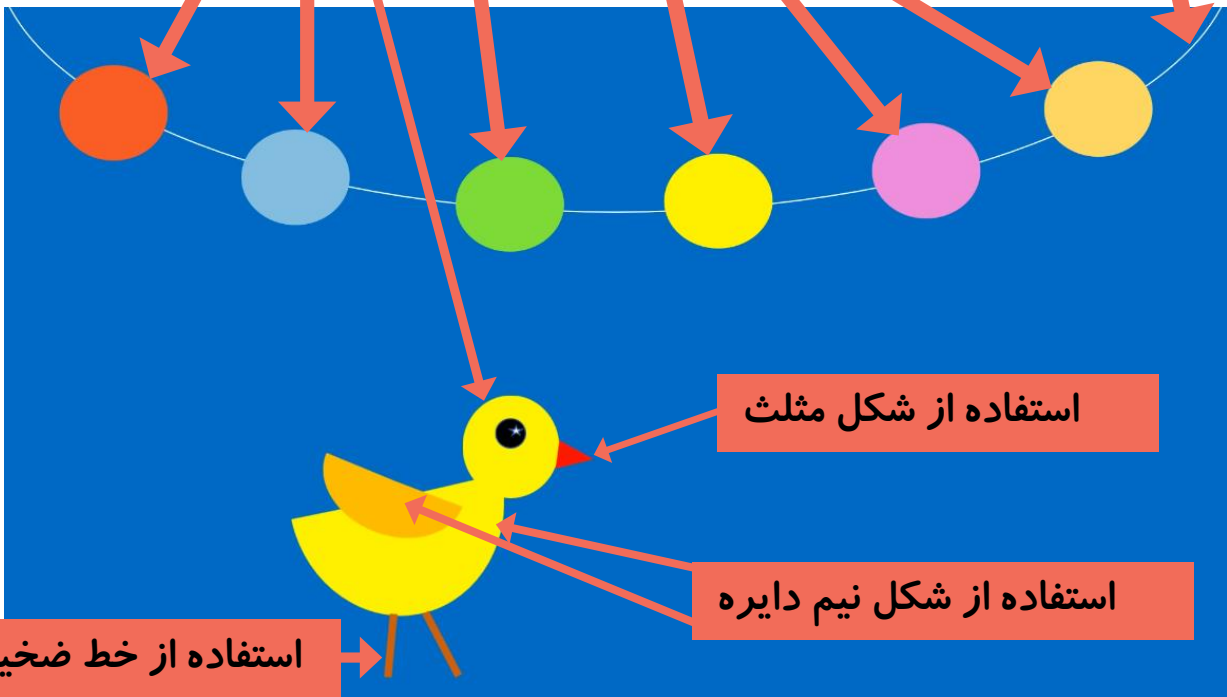 استفاده از شکل مثلث
استفاده از شکل نیم دایره
استفاده از خط